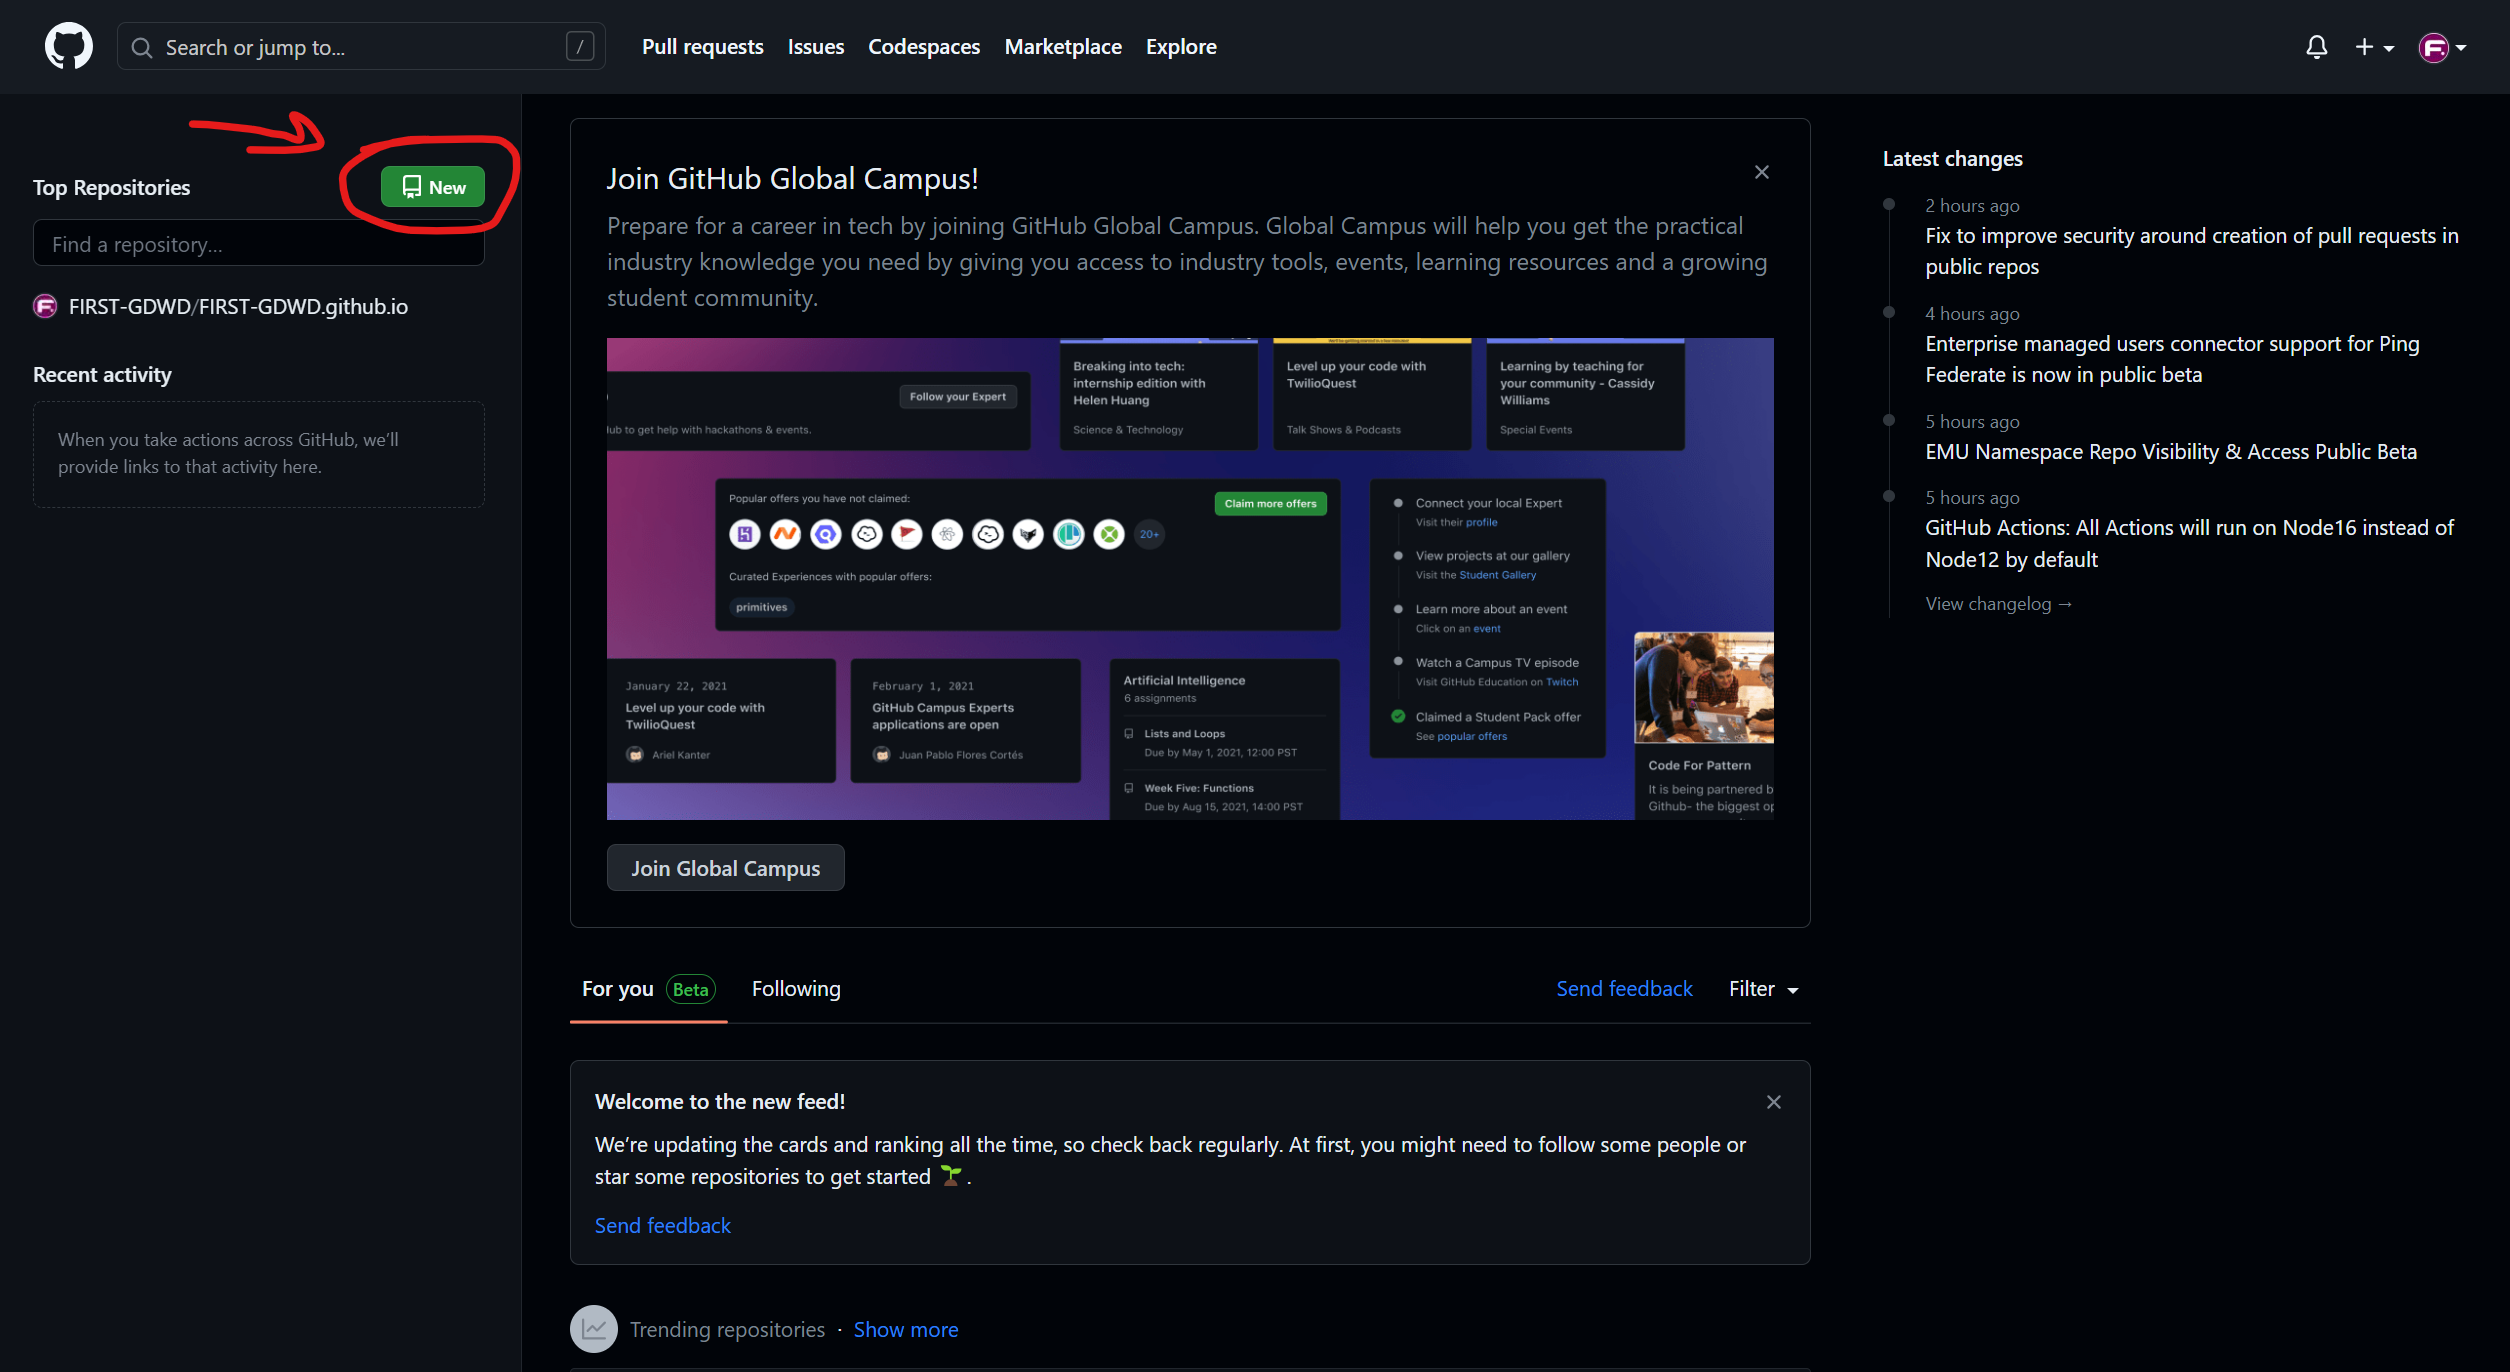 Search or jump to...
/
Pull requests
Issues
Codespaces
Marketplace
Explore
Top Repositories
New
Find a repository...
FIRST-GDWD/FIRST-GDWD.github.io
Recent activity
When you take actions across GitHub, we’ll
provide links to that activity here.
Join GitHub Global Campus!
Prepare for a career in tech by joining GitHub Global Campus. Global Campus will help you get the practical
industry knowledge you need by giving you access to industry tools, events, learning resources and a growing
student community.
Follow your Expert
to get help with hackathons & events.
Breaking into tech:
internship edition with
Helen Huang
Science & Technology
Level up your code with
TwilioQuest
Talk Shows & Podcasts
Learning by teaching for
your community - Cassidy
Williams
Special Events
Popular offers you have not claimed:
Claim more offers
20+
Curated Experiences with popular offers:
primitives
Connect your local Expert
Visit their profile
View projects at our gallery
Visit the Student Gallery
Learn more about an event
Click on an event
Watch a Campus TV episode
Visit GitHub Education on Twitch
Claimed a Student Pack offer
See popular offers
January 22, 2021
Level up your code with
TwilioQuest
Ariel Kanter
February 1, 2021
GitHub Campus Experts
applications are open
Juan Pablo Flores Cortés
Artificial Intelligence
6 assignments
Lists and Loops
Due by May 1, 2021, 12:00 PST
Week Five: Functions
Due by Aug 15, 2021, 14:00 PST
Code For Pattern
It is being partnered b
Github- the biggest op
Join Global Campus
For you
Beta
Following
Send feedback
Filter
Welcome to the new feed!
We’re updating the cards and ranking all the time, so check back regularly. At first, you might need to follow some people or
star some repositories to get started 🌱 .
Send feedback
Trending repositories · Show more
Latest changes
2 hours ago
Fix to improve security around creation of pull requests in
public repos
4 hours ago
Enterprise managed users connector support for Ping
Federate is now in public beta
5 hours ago
EMU Namespace Repo Visibility & Access Public Beta
5 hours ago
GitHub Actions: All Actions will run on Node16 instead of
Node12 by default
View changelog →